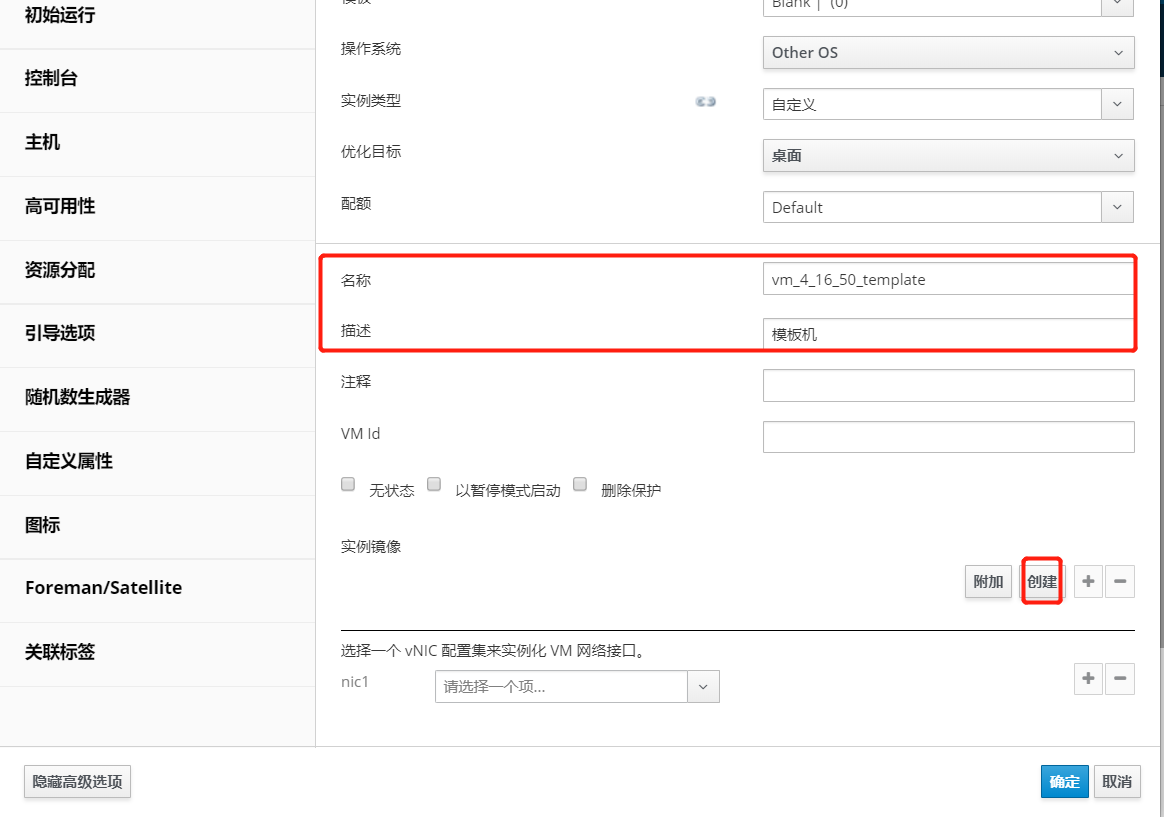 初始运行
控制台
主机
高可用性
资源分配
引导选项
随机数生成器
自定义属性
图标
Foreman/Satellite
关联标签
模板
Blank | (0)
操作系统
Other OS
实例类型
自定义
优化目标
桌面
配额
Default
名称
vm_4_16_50_template
描述
模板机
注释
VM Id
无状态 以暂停模式启动 删除保护
实例镜像
附加 创建 + −
选择一个 vNIC 配置集来实例化 VM 网络接口。
nic1 请选择一个项... + −
隐藏高级选项 确定 取消